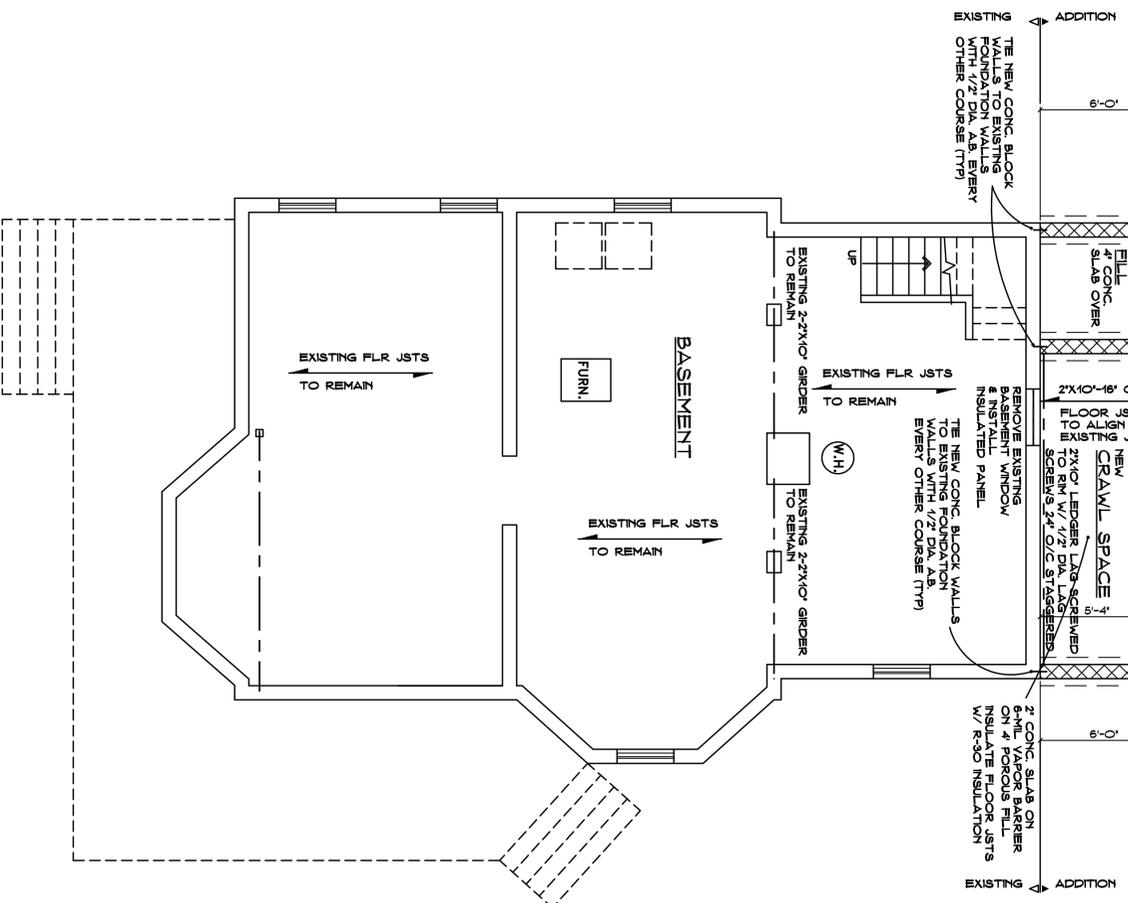 EXISTING
ADDITION
TIE NEW CONC. BLOCK
WALLS TO EXISTING
FOUNDATION WALLS
WITH 1/2" DIA. A.B. EVERY
OTHER COURSE (TYP)
6'-0"
FILL
4" CONC.
SLAB OVER
UP
EXISTING 2-2"X10" GIRDER
TO REMAIN
BASEMENT
FURN.
EXISTING FLR JSTS
TO REMAIN
EXISTING FLR JSTS
TO REMAIN
REMOVE EXISTING
BASEMENT WINDOW
& INSTALL
INSULATED PANEL
2"X10"-16"
FLOOR JS
TO ALIGN
EXISTING
W.H.
TIE NEW CONC. BLOCK WALLS
TO EXISTING FOUNDATION
WALLS WITH 1/2" DIA. A.B.
EVERY OTHER COURSE (TYP)
NEW
CRAWL SPACE
2"X10" LEDGER LAG SCREWED
TO RIM W/ 1/2" DIA. LAG
SCREWS 24" O/C STAGGERED
EXISTING 2-2"X10" GIRDER
TO REMAIN
EXISTING FLR JSTS
TO REMAIN
5'-4"
2" CONC. SLAB ON
6-MIL VAPOR BARRIER
ON 4" POROUS FILL
INSULATE FLOOR JSTS
W/ R-30 INSULATION
6'-0"
EXISTING
ADDITION